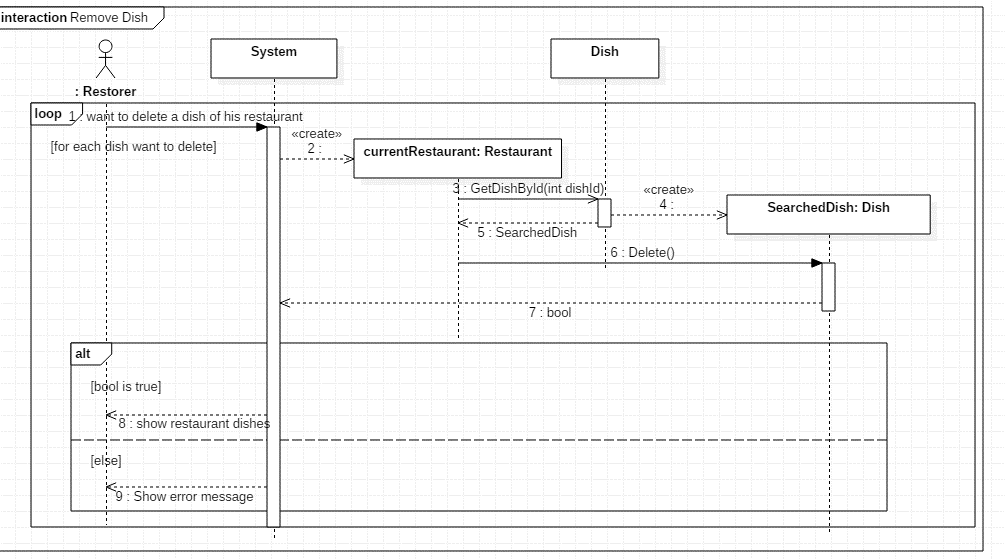 interaction Remove Dish
System
Dish
: Restorer
loop
1 : want to delete a dish of his restaurant
[for each dish want to delete]
«create»
2 :
currentRestaurant: Restaurant
3 : GetDishById(int dishId)
«create»
4 :
SearchedDish: Dish
5 : SearchedDish
6 : Delete()
7 : bool
alt
[bool is true]
8 : show restaurant dishes
[else]
9 : Show error message